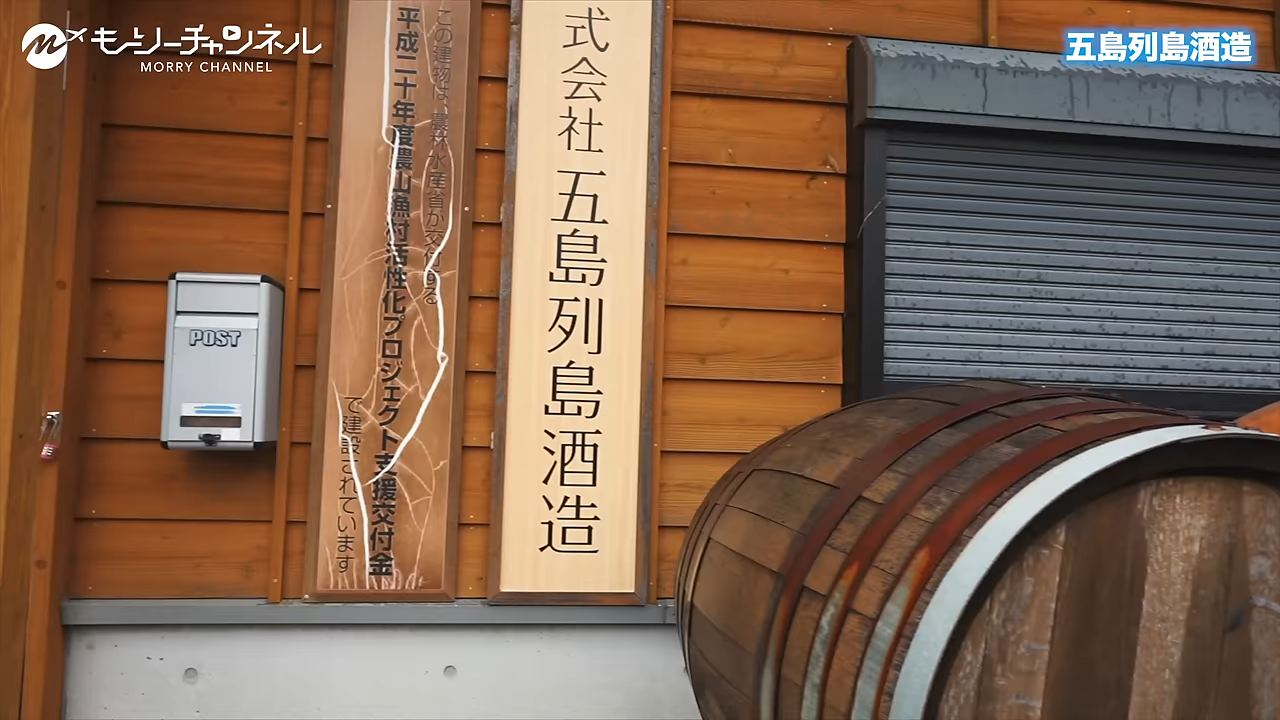 もーりーチャンネル
MORRY CHANNEL
五島列島酒造
この建物は、農林水産省が交付する
平成二十年度農山漁村活性化プロジェクト支援交付金
で建設されています
式会社 五島列島酒造
POST